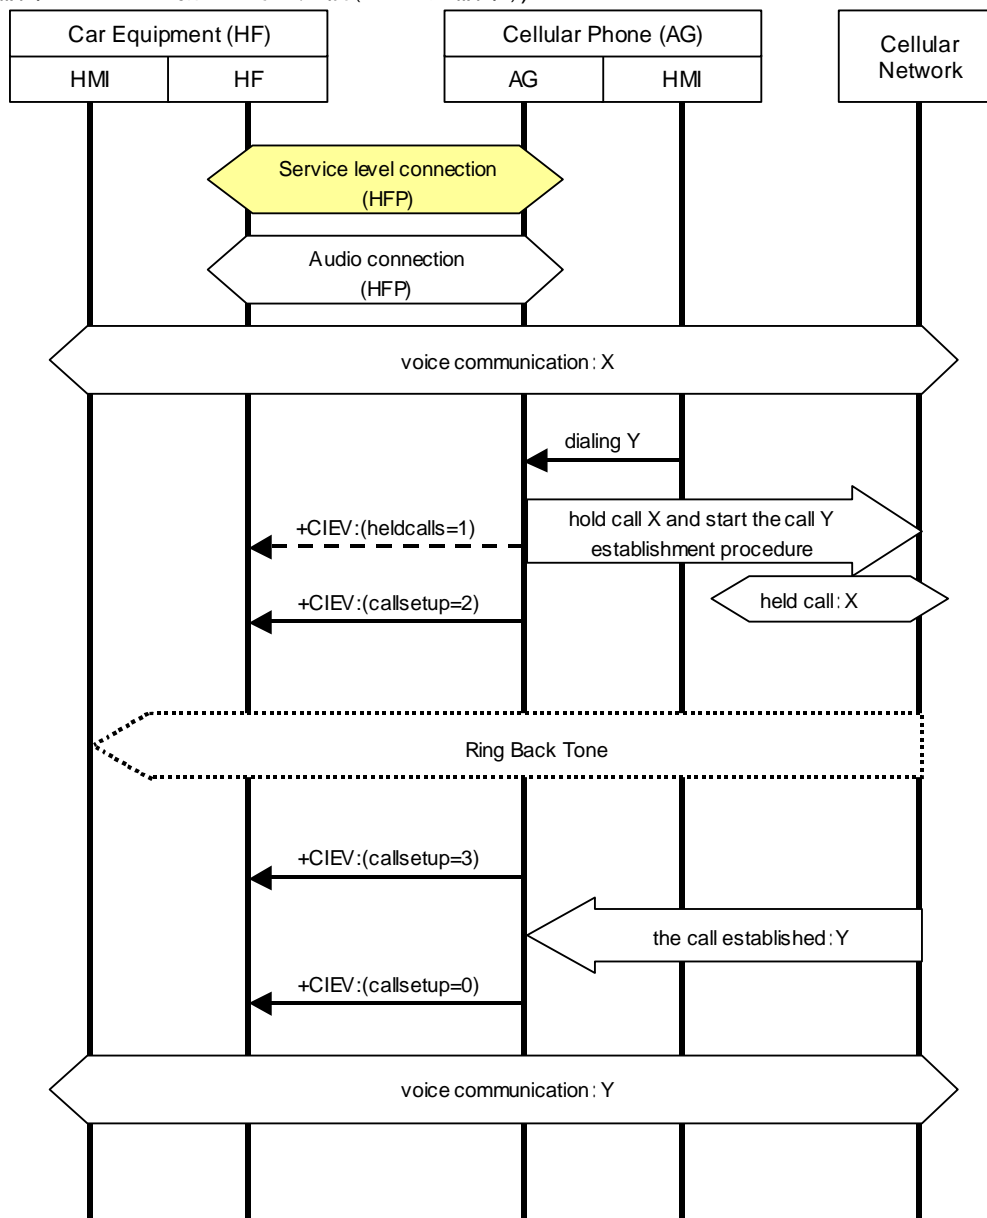 Car Equipment (HF)
Cellular Phone (AG)
Cellular
Network
HMI
HF
AG
HMI
Service level connection
(HFP)
Audio connection
(HFP)
voice communication: X
dialing Y
+CIEV:(heldcalls=1)
hold call X and start the call Y
establishment procedure
+CIEV:(callsetup=2)
held call: X
Ring Back Tone
+CIEV:(callsetup=3)
the call established: Y
+CIEV:(callsetup=0)
voice communication: Y